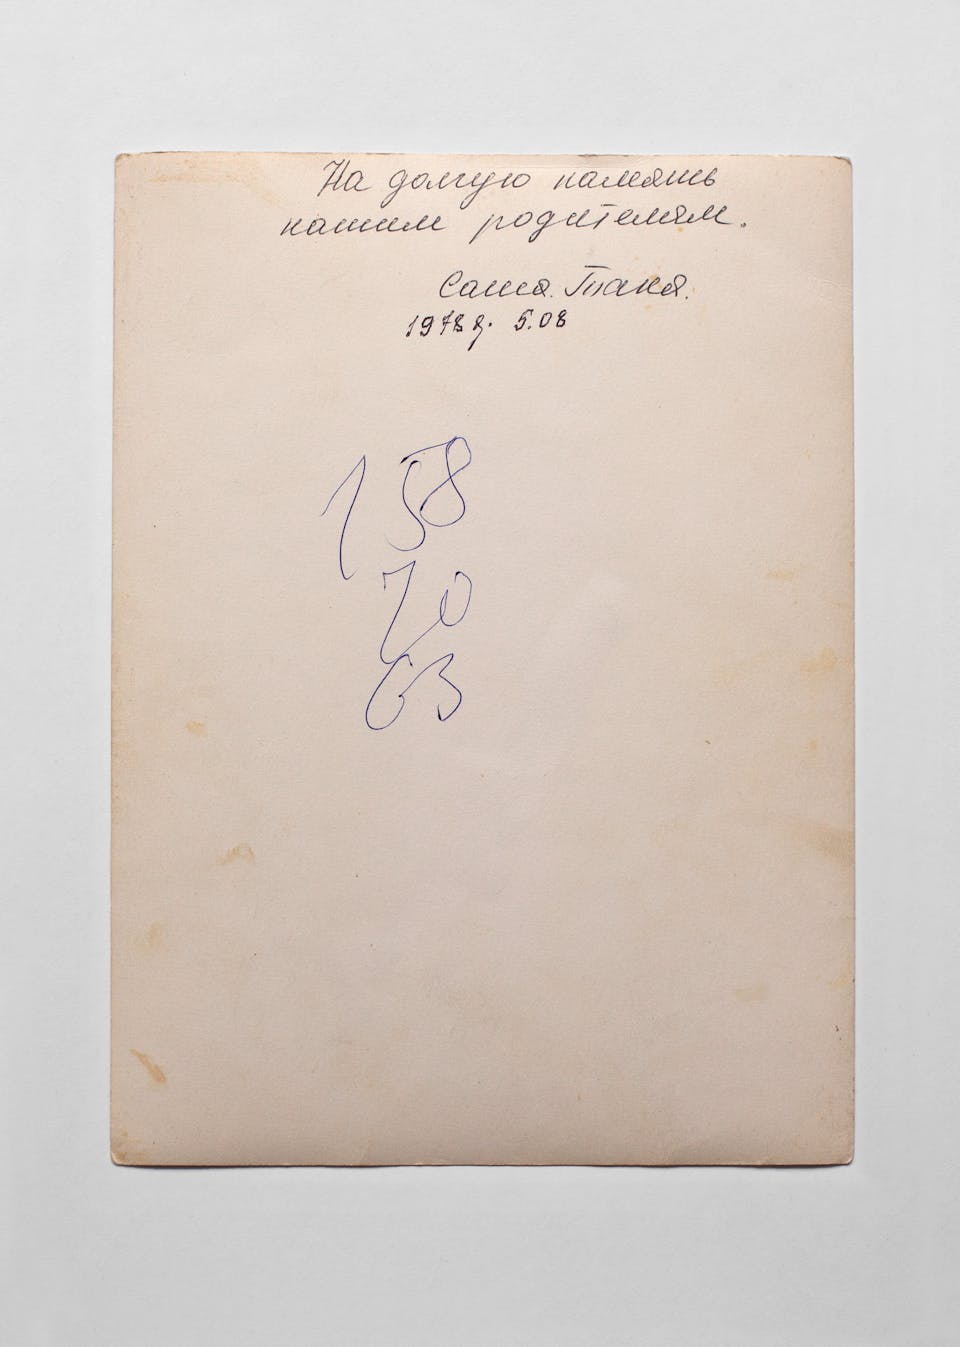 На долгую память
нашим родителям.
Саша. Таня.
1978 г. 5.08
158
70
63